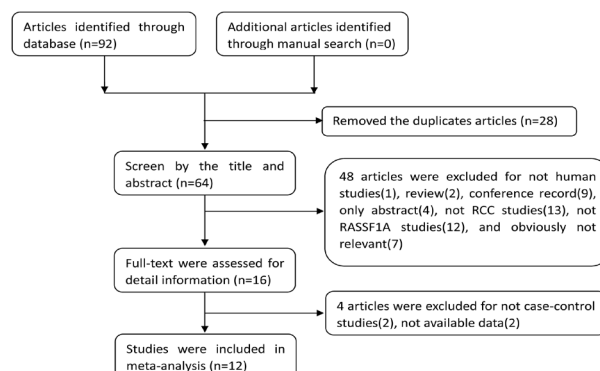 Articles identified through
database (n=92)
Additional articles identified
through manual search (n=0)
Removed the duplicates articles (n=28)
Screen by the title and
abstract (n=64)
48 articles were excluded for not human
studies(1), review(2), conference record(9),
only abstract(4), not RCC studies(13), not
RASSF1A studies(12), and obviously not
relevant(7)
Full-text were assessed for
detail information (n=16)
4 articles were excluded for not case-control
studies(2), not available data(2)
Studies were included in
meta-analysis (n=12)